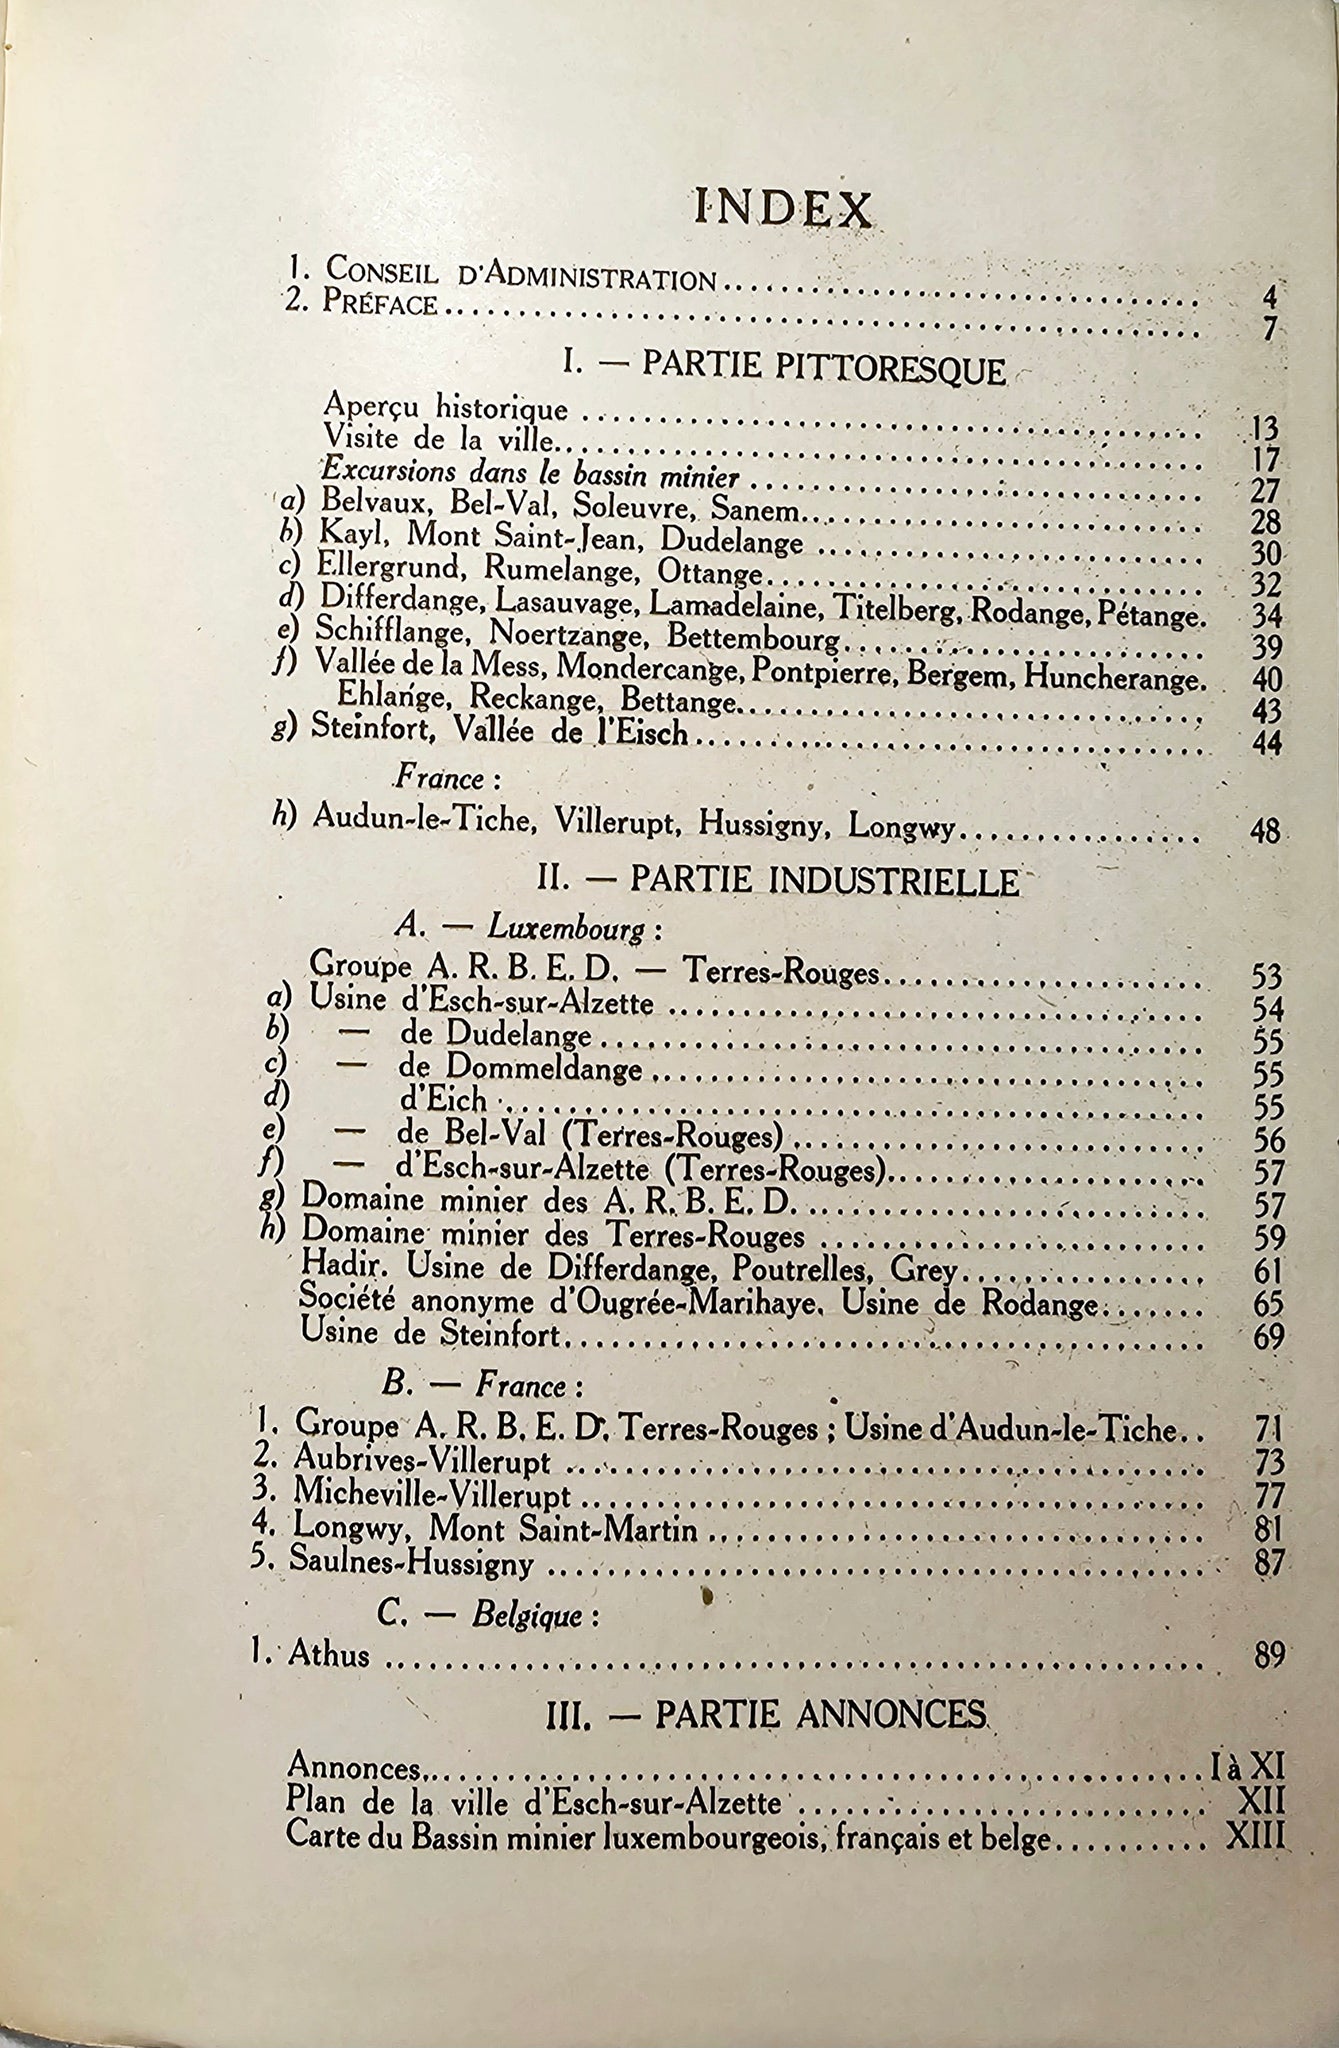 INDEX
1. CONSEIL D'ADMINISTRATION................................ 4
2. PRÉFACE................................................ 7
I. — PARTIE PITTORESQUE
Aperçu historique ........................................ 13
Visite de la ville........................................ 17
Excursions dans le bassin minier ......................... 27
a) Belvaux, Bel-Val, Soleuvre, Sanem...................... 28
b) Kayl, Mont Saint-Jean, Dudelange ...................... 30
c) Ellergrund, Rumelange, Ottange......................... 32
d) Differdange, Lasauvage, Lamadelaine, Titelberg, Rodange, Pétange. 34
e) Schifflange, Noertzange, Bettembourg................... 39
f) Vallée de la Mess, Mondercange, Pontpierre, Bergem, Huncherange. 40
Ehlange, Reckange, Bettange............................... 43
g) Steinfort, Vallée de l'Eisch........................... 44
France :
h) Audun-le-Tiche, Villerupt, Hussigny, Longwy................ 48
II. — PARTIE INDUSTRIELLE
A. — Luxembourg :
Groupe A. R. B. E. D. — Terres-Rouges..................... 53
a) Usine d'Esch-sur-Alzette .............................. 54
b) — de Dudelange......................................... 55
c) — de Dommeldange ...................................... 55
d) d'Eich ................................................ 55
e) — de Bel-Val (Terres-Rouges) .......................... 56
f) — d'Esch-sur-Alzette (Terres-Rouges)................... 57
g) Domaine minier des A. R. B. E. D. ..................... 57
h) Domaine minier des Terres-Rouges ...................... 59
Hadir. Usine de Differdange, Poutrelles, Grey................ 61
Société anonyme d'Ougrée-Marihaye. Usine de Rodange....... 65
Usine de Steinfort........................................ 69
B. — France :
1. Groupe A. R. B. E. D. Terres-Rouges ; Usine d'Audun-le-Tiche.. 71
2. Aubrives-Villerupt .................................... 73
3. Micheville-Villerupt .................................. 77
4. Longwy, Mont Saint-Martin ............................. 81
5. Saulnes-Hussigny ...................................... 87
C. — Belgique :
1. Athus ................................................. 89
III. — PARTIE ANNONCES
Annonces.................................................. I à XI
Plan de la ville d'Esch-sur-Alzette ...................... XII
Carte du Bassin minier luxembourgeois, français et belge.......... XIII